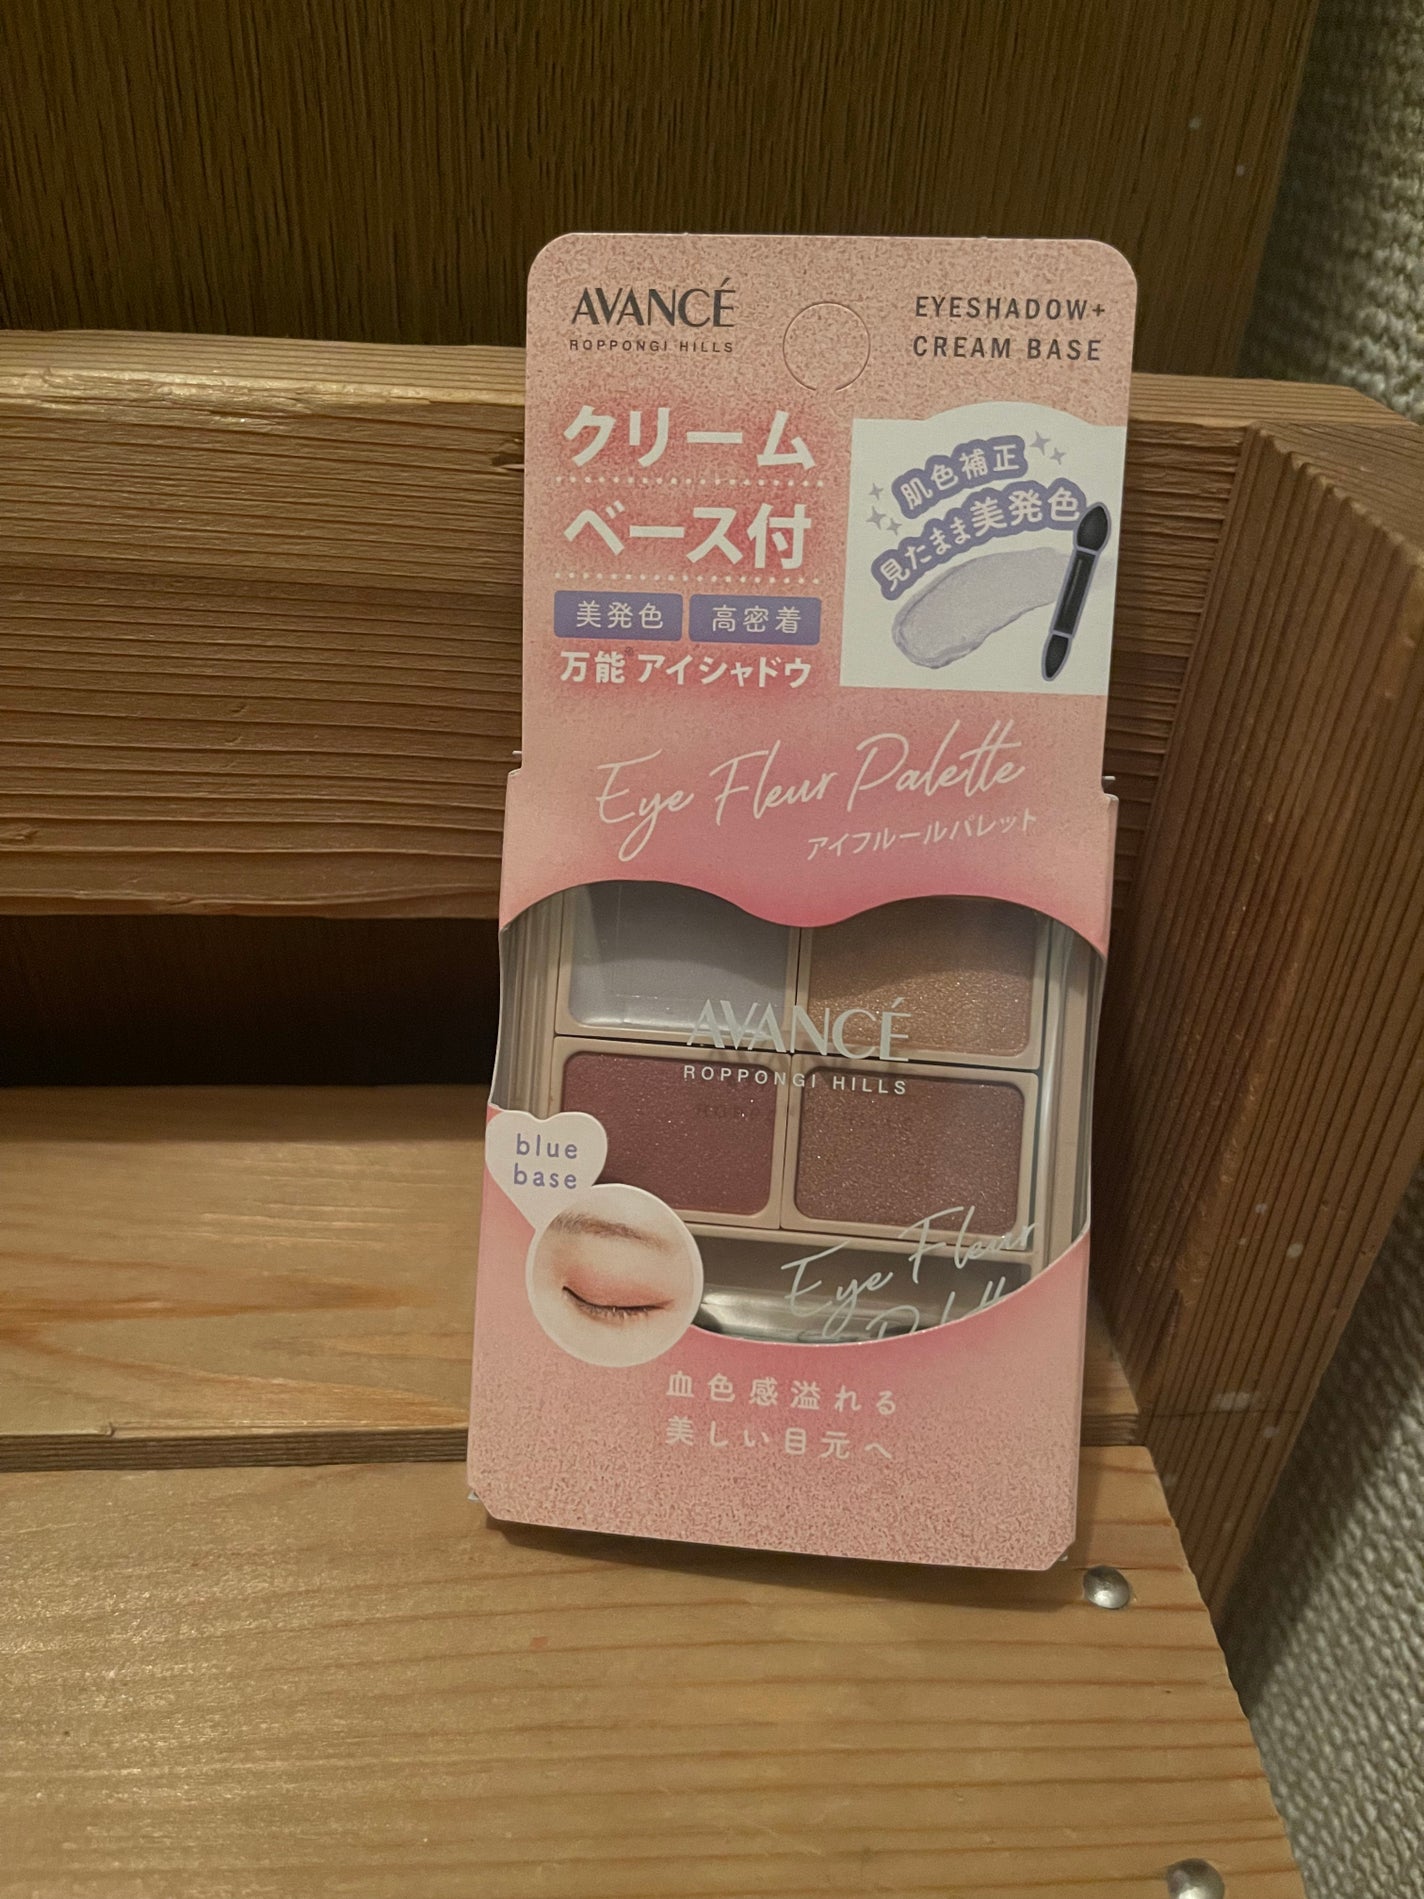 AVANCÉ
ROPPONGI HILLS
EYESHADOW+
CREAM BASE
クリーム
ベース付
肌色補正
見たまま美発色
美発色
高密着
万能※アイシャドウ
Eye Fleur Palette
アイフルールパレット
AVANCÉ
ROPPONGI HILLS
blue
base
Eye Fleur
血色感溢れる
美しい目元へ